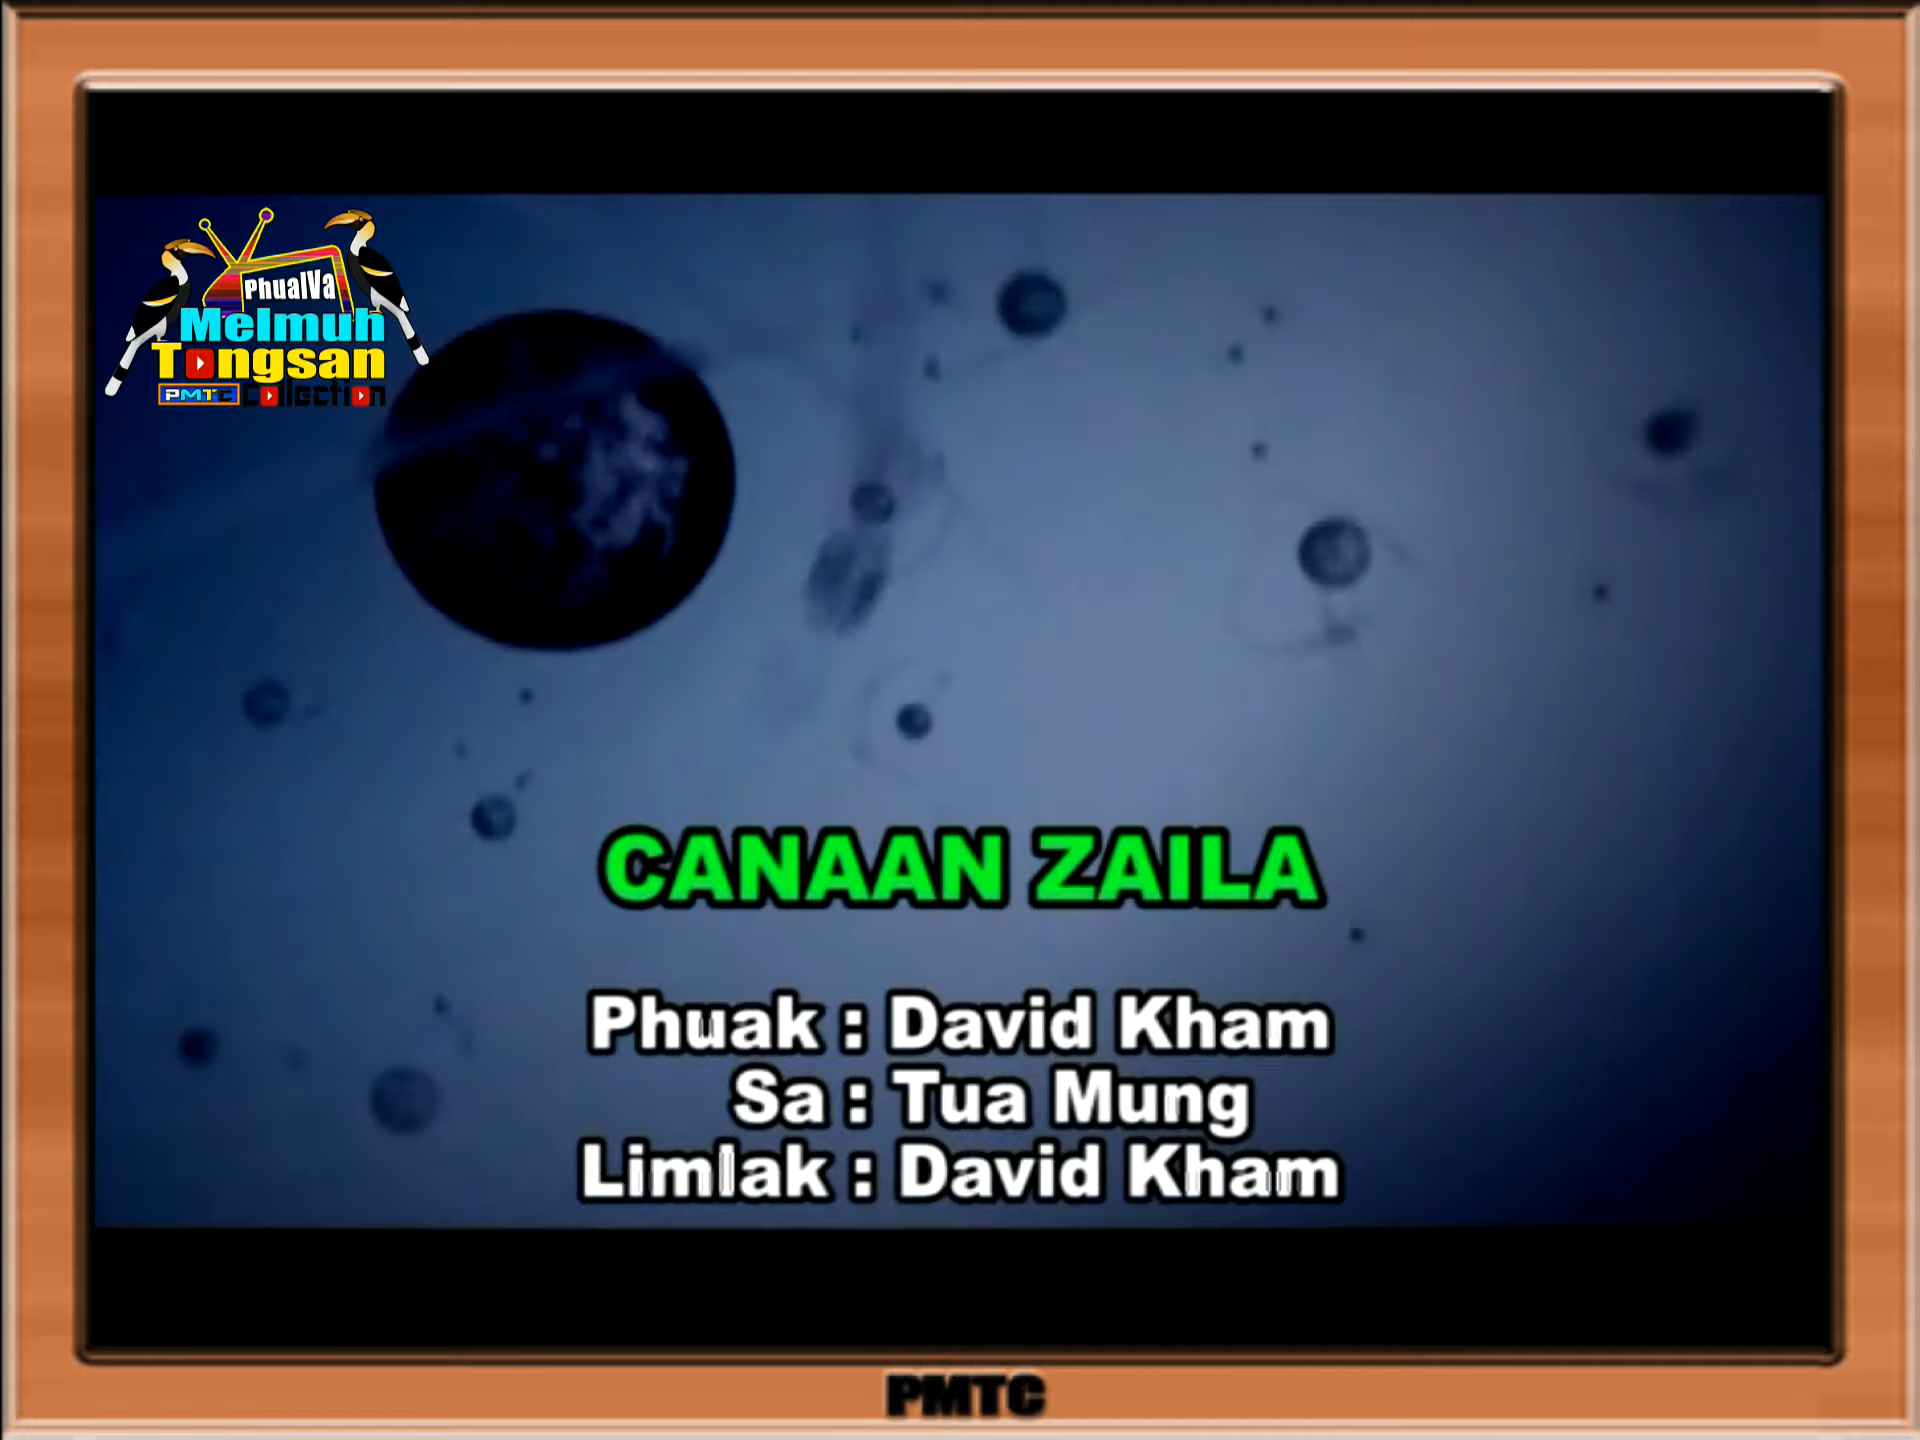 PhualVa
Melmuh
Tongsan
PMTC Collection
CANAAN ZAILA
Phuak : David Kham
Sa : Tua Mung
Limlak : David Kham
PMTC